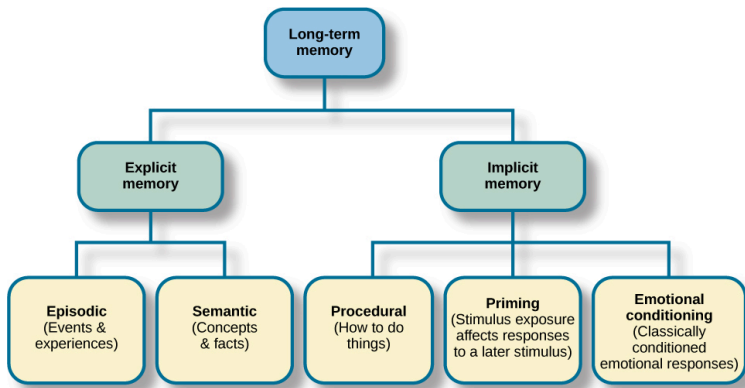 Long-term
memory
Explicit
memory
Implicit
memory
Episodic
(Events &
experiences)
Semantic
(Concepts
& facts)
Procedural
(How to do
things)
Priming
(Stimulus exposure
affects responses
to a later stimulus)
Emotional
conditioning
(Classically
conditioned
emotional responses)